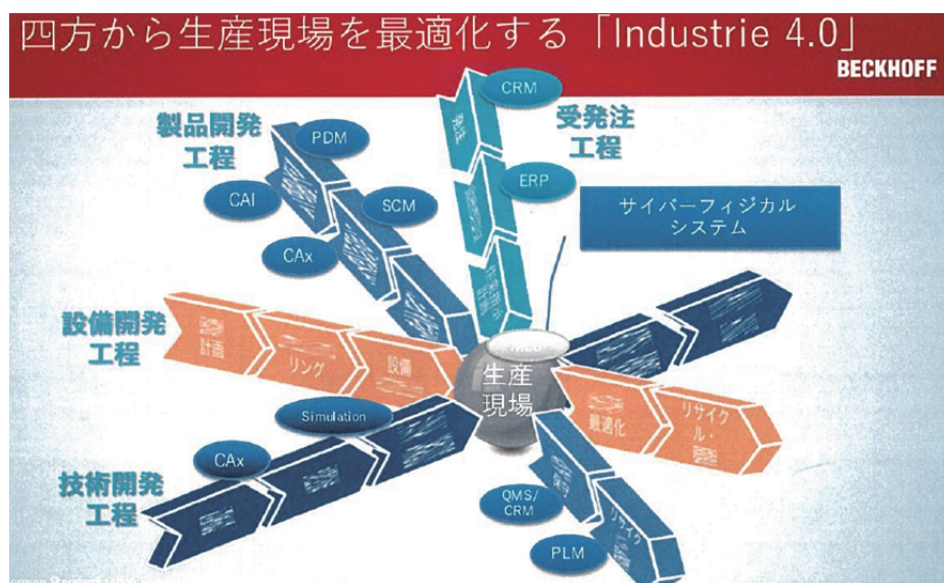 四方から生産現場を最適化する「Industrie 4.0」
BECKHOFF
製品開発
工程
PDM
CAI
SCM
CAx
CRM
受発注
工程
ERP
サイバーフィジカル
システム
設備開発
工程
計画
リング
設備
生産
現場
最適化
リサイク
ル・
Simulation
CAx
技術開発
工程
QMS/
CRM
PLM
リサイク